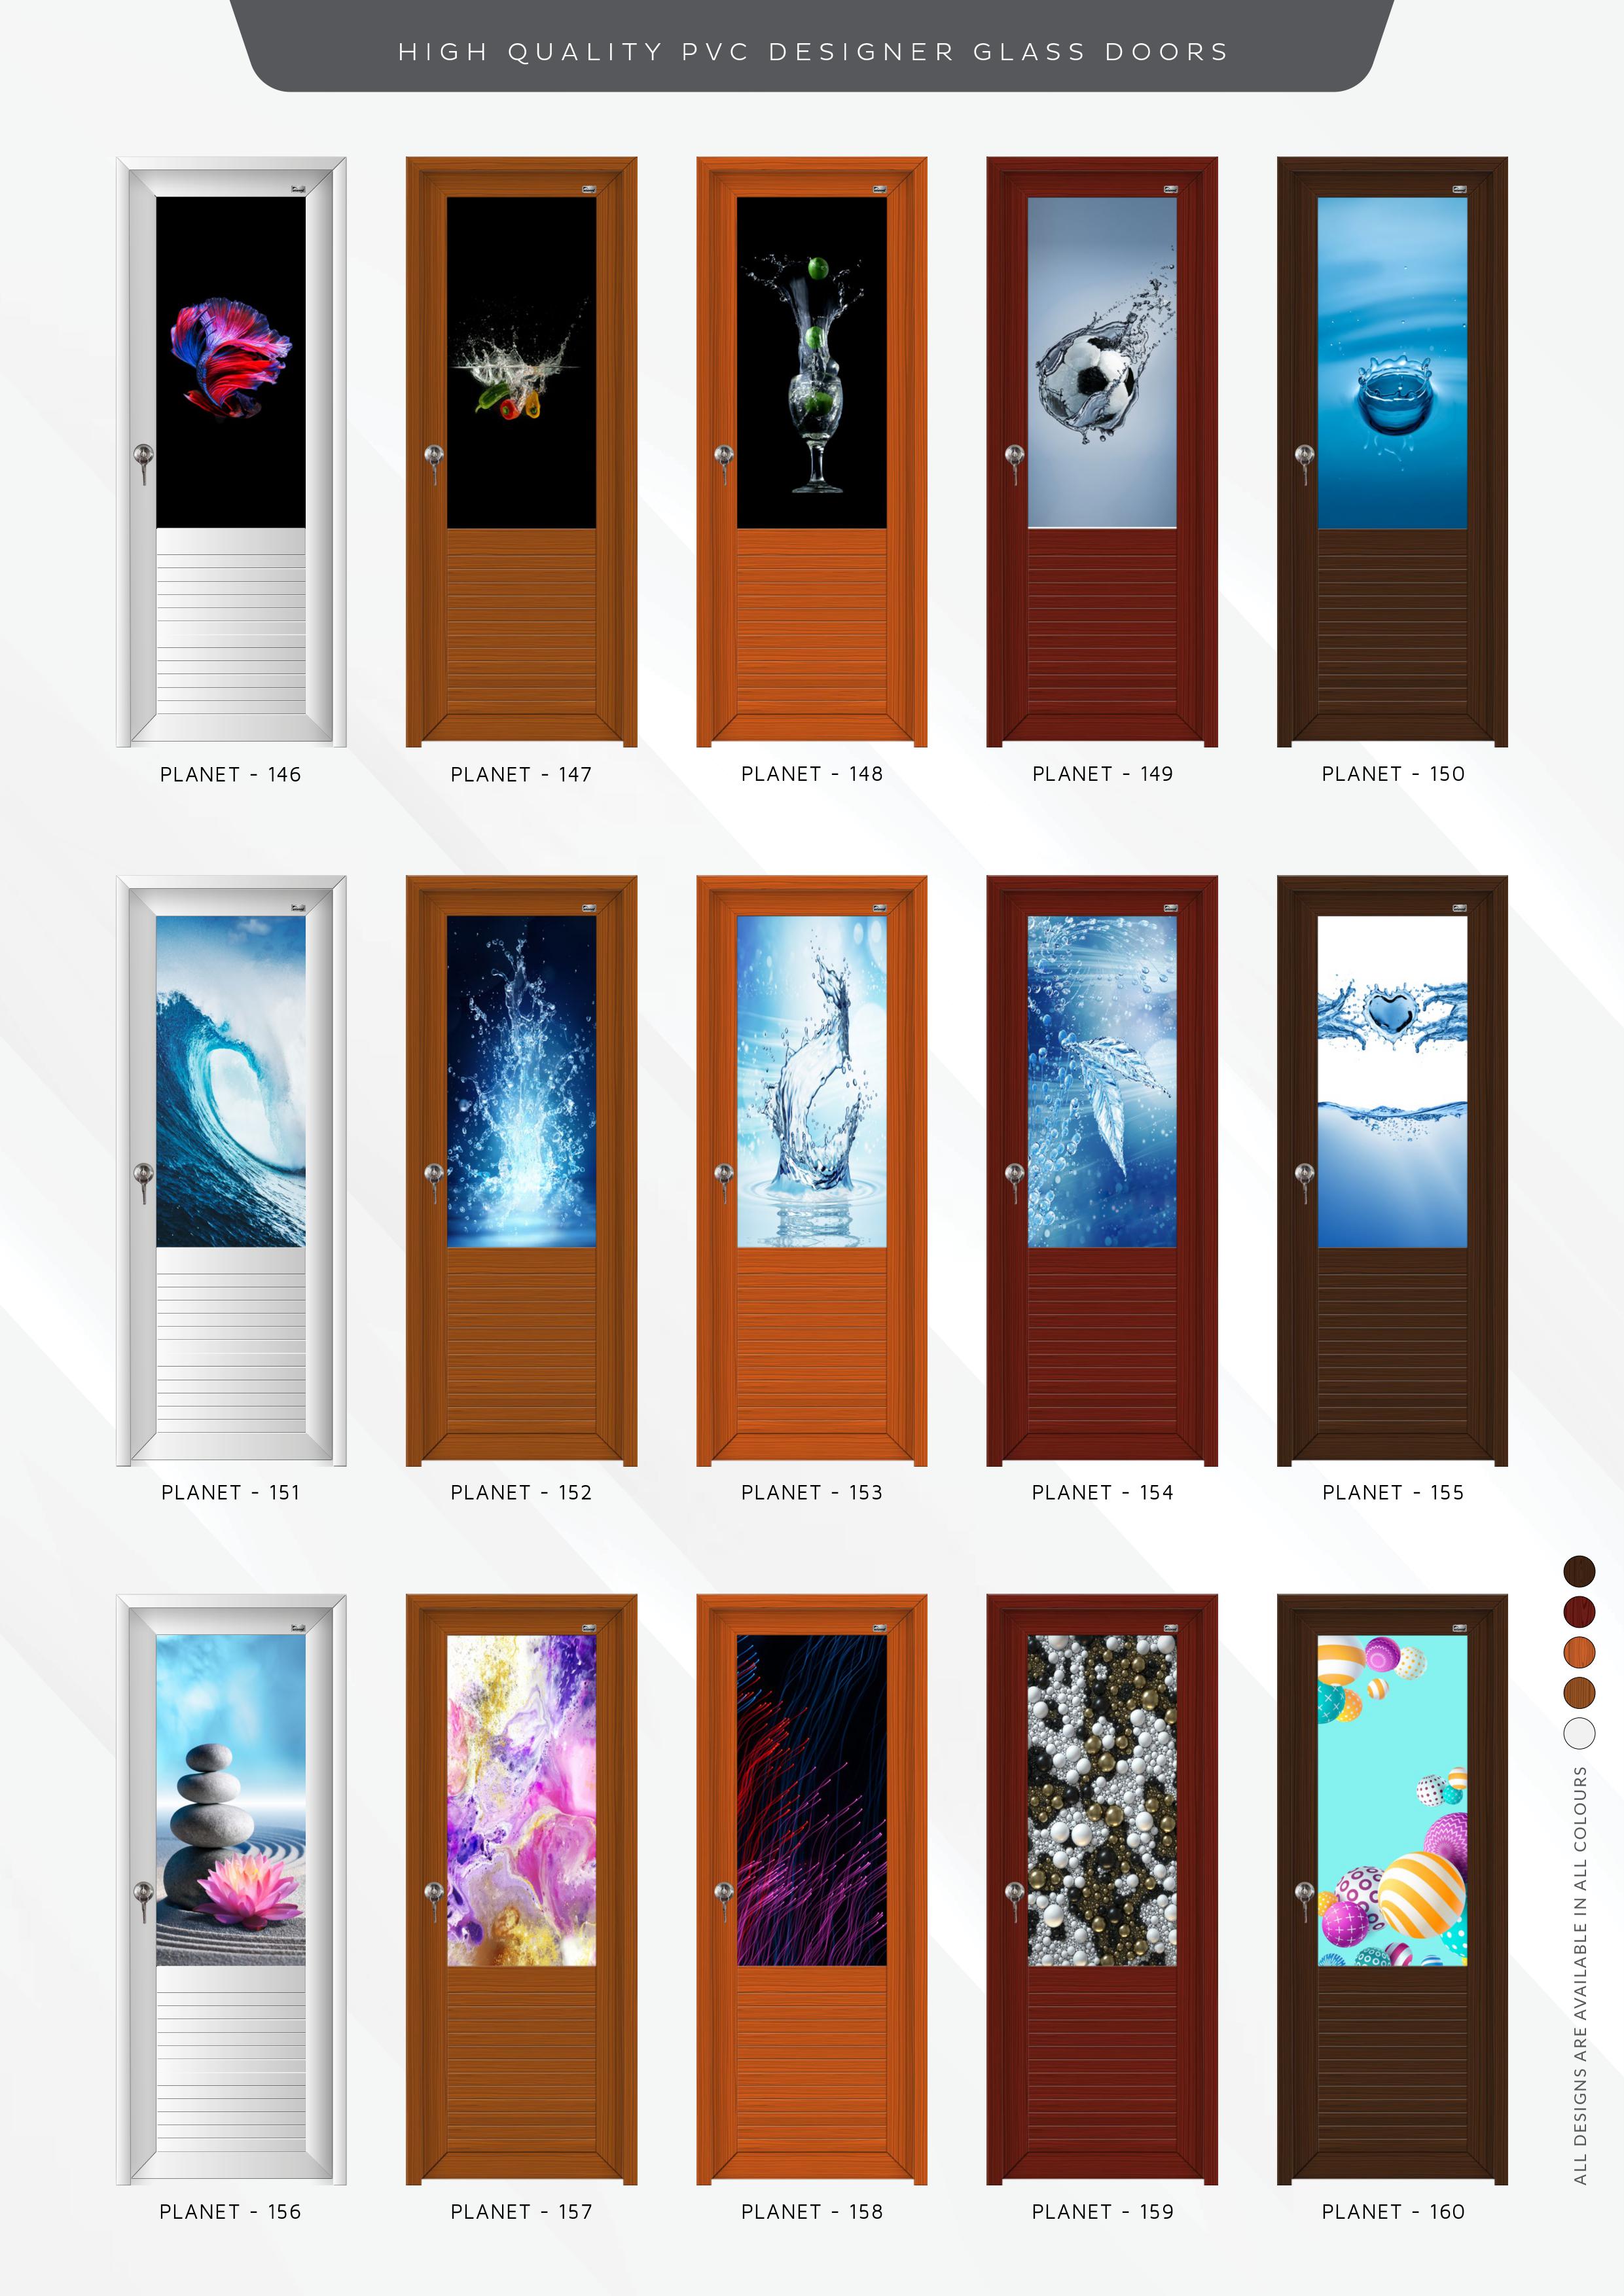 HIGH QUALITY PVC DESIGNER GLASS DOORS
PLANET - 146
PLANET - 147
PLANET - 148
PLANET - 149
PLANET - 150
PLANET - 151
PLANET - 152
PLANET - 153
PLANET - 154
PLANET - 155
PLANET - 156
PLANET - 157
PLANET - 158
PLANET - 159
PLANET - 160
ALL DESIGNS ARE AVAILABLE IN ALL COLOURS